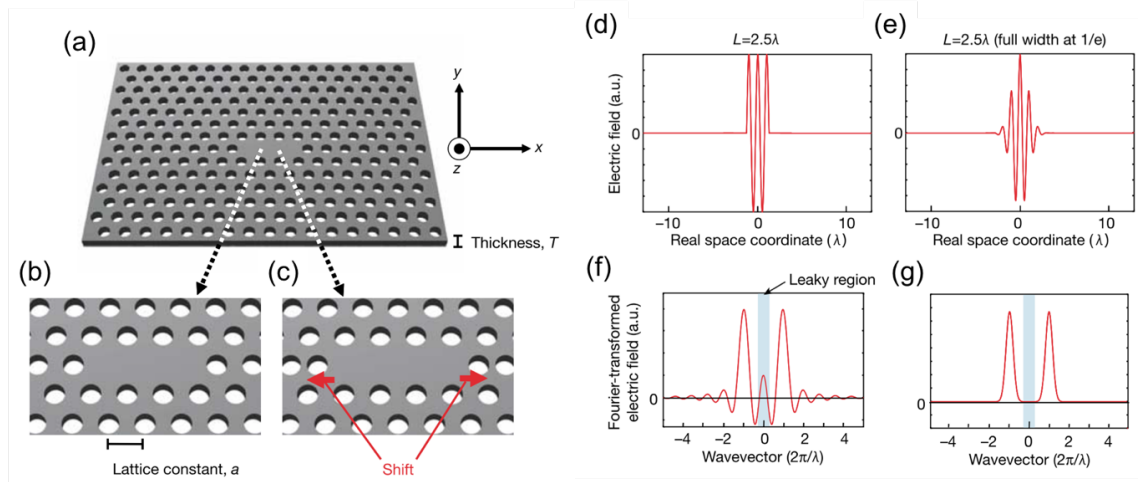 (a)
y
x
z
Thickness, T
(b)
(c)
Lattice constant, a
Shift
(d)
L=2.5λ
Electric field (a.u.)
0
−10
0
10
Real space coordinate (λ)
(e)
L=2.5λ (full width at 1/e)
0
−10
0
10
Real space coordinate (λ)
(f)
Leaky region
Fourier-transformed
electric field (a.u.)
0
−4
−2
0
2
4
Wavevector (2π/λ)
(g)
0
−4
−2
0
2
4
Wavevector (2π/λ)